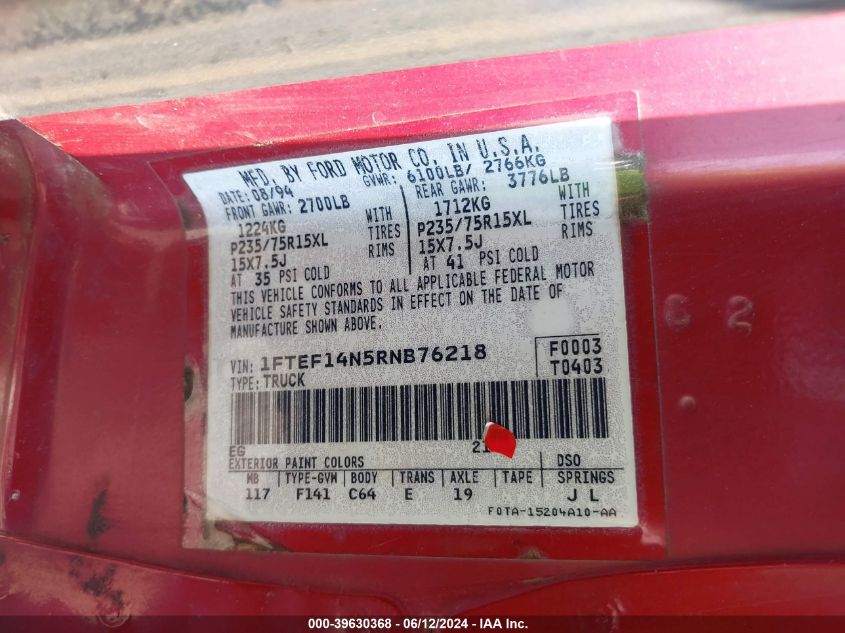 MFD. BY FORD MOTOR CO. IN U.S.A.
DATE: 08/94 GVWR: 6100LB/ 2766KG
FRONT GAWR: 2700LB REAR GAWR: 3776LB
1224KG WITH 1712KG WITH
P235/75R15XL TIRES P235/75R15XL TIRES
15X7.5J RIMS 15X7.5J RIMS
AT 35 PSI COLD AT 41 PSI COLD
THIS VEHICLE CONFORMS TO ALL APPLICABLE FEDERAL MOTOR
VEHICLE SAFETY STANDARDS IN EFFECT ON THE DATE OF
MANUFACTURE SHOWN ABOVE.
VIN: 1FTEF14N5RNB76218 F0003
TYPE: TRUCK T0403
EG 21
EXTERIOR PAINT COLORS DSO
WB TYPE-GVW BODY TRANS AXLE TAPE SPRINGS
117 F141 C64 E 19 J L
F0TA-15204A10-AA
C 2
000-39630368 - 06/12/2024 - IAAI.com